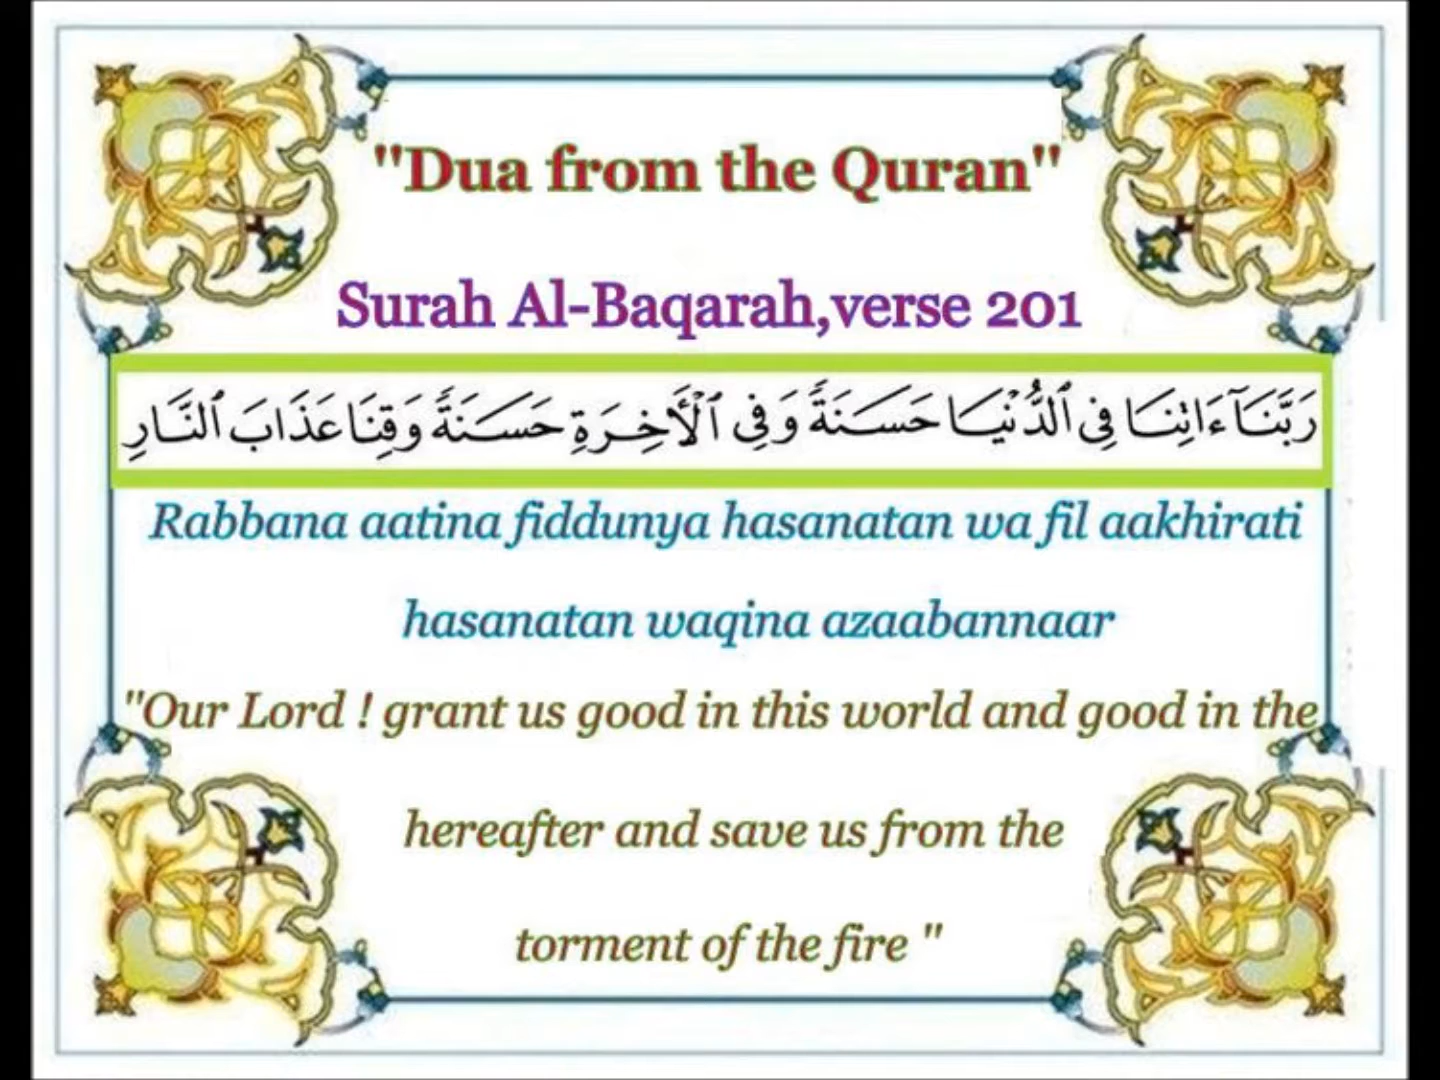 "Dua from the Quran"
Surah Al-Baqarah,verse 201
رَبَّنَآ ءَاتِنَا فِي ٱلدُّنْيَا حَسَنَةً وَفِي ٱلْأَخِرَةِ حَسَنَةً وَقِنَا عَذَابَ ٱلنَّارِ
Rabbana aatina fiddunya hasanatan wa fil aakhirati
hasanatan waqina azaabannaar
"Our Lord ! grant us good in this world and good in the
hereafter and save us from the
torment of the fire "